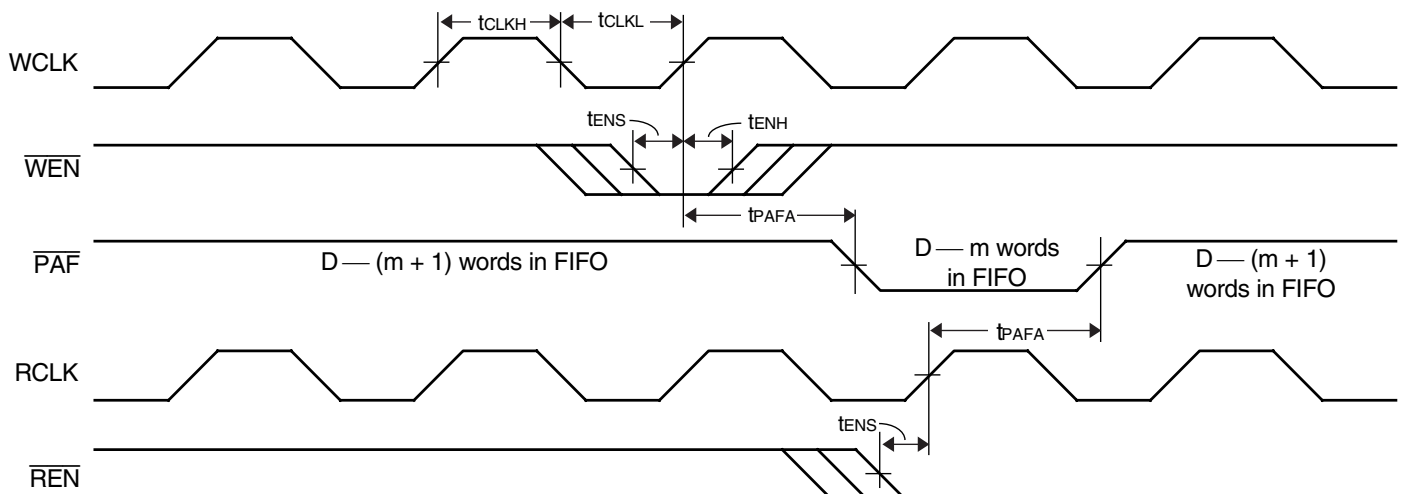 tCLKH
tCLKL
WCLK
tENS
tENH
WEN
tPAFA
PAF
D — (m + 1) words in FIFO
D — m words
in FIFO
D — (m + 1)
words in FIFO
tPAFA
RCLK
tENS
REN